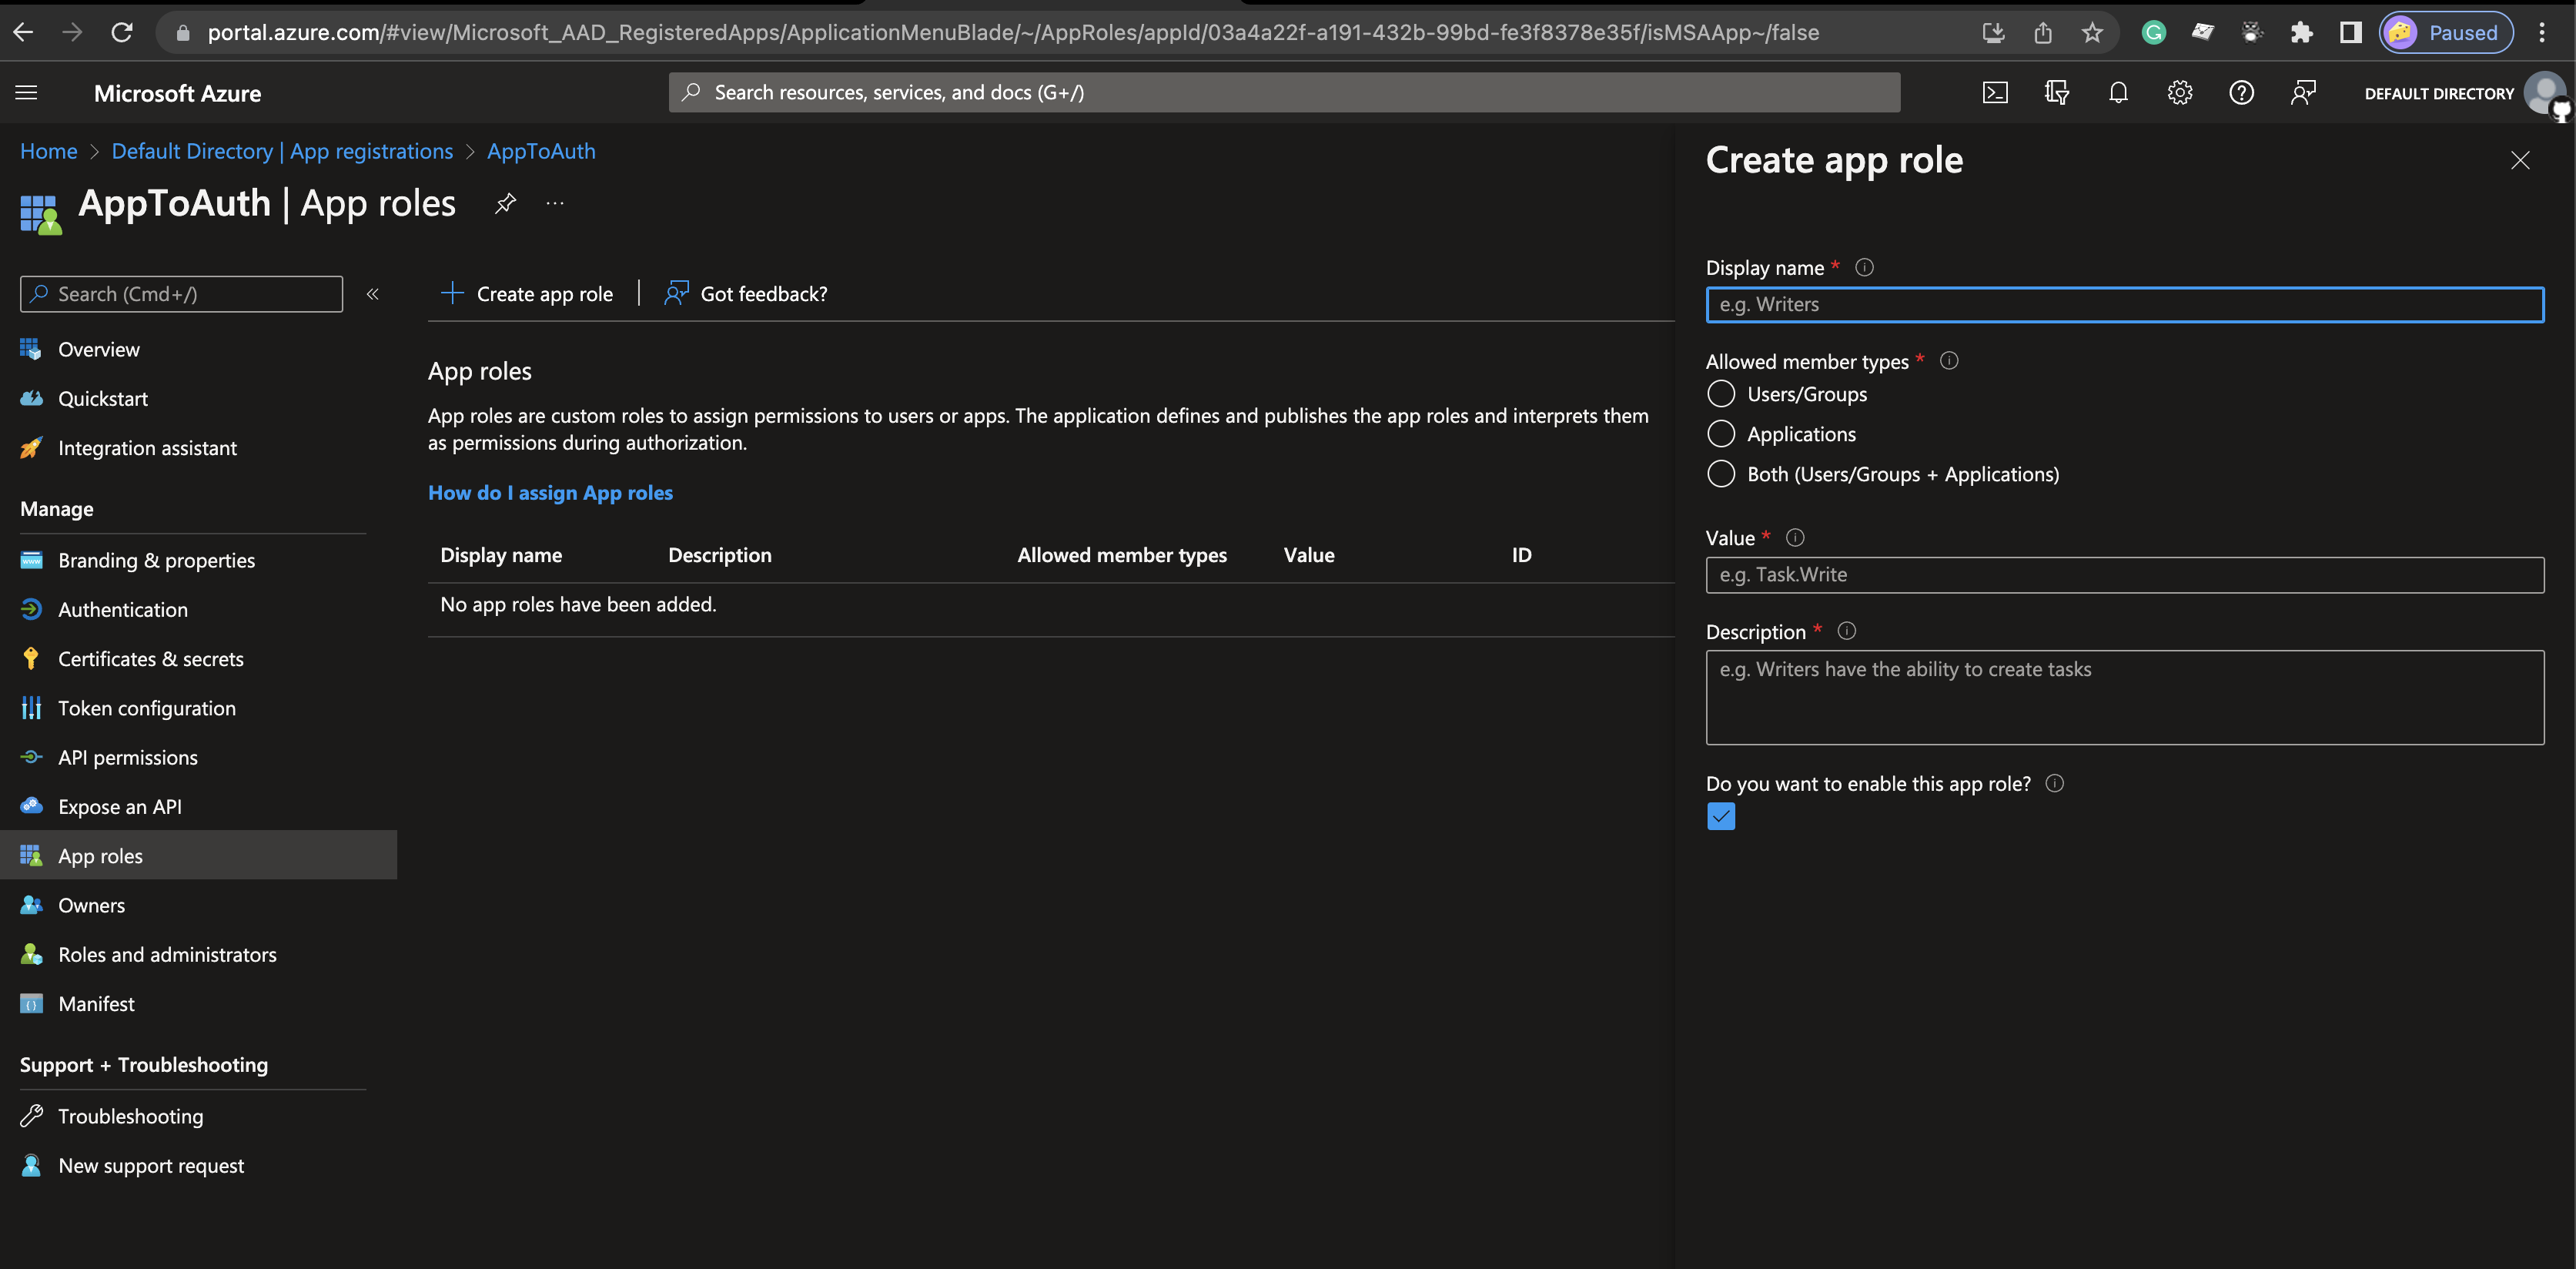 portal.azure.com/#view/Microsoft_AAD_RegisteredApps/ApplicationMenuBlade/~/AppRoles/appId/03a4a22f-a191-432b-99bd-fe3f8378e35f/isMSAApp~/false
Paused
Microsoft Azure
Search resources, services, and docs (G+/)
DEFAULT DIRECTORY
Home > Default Directory | App registrations > AppToAuth
AppToAuth | App roles
Search (Cmd+/)
Overview
Quickstart
Integration assistant
Manage
Branding & properties
Authentication
Certificates & secrets
Token configuration
API permissions
Expose an API
App roles
Owners
Roles and administrators
Manifest
Support + Troubleshooting
Troubleshooting
New support request
Create app role
Got feedback?
App roles
App roles are custom roles to assign permissions to users or apps. The application defines and publishes the app roles and interprets them
as permissions during authorization.
How do I assign App roles
Display name Description Allowed member types Value ID
No app roles have been added.
Create app role
Display name *
e.g. Writers
Allowed member types *
Users/Groups
Applications
Both (Users/Groups + Applications)
Value *
e.g. Task.Write
Description *
e.g. Writers have the ability to create tasks
Do you want to enable this app role?